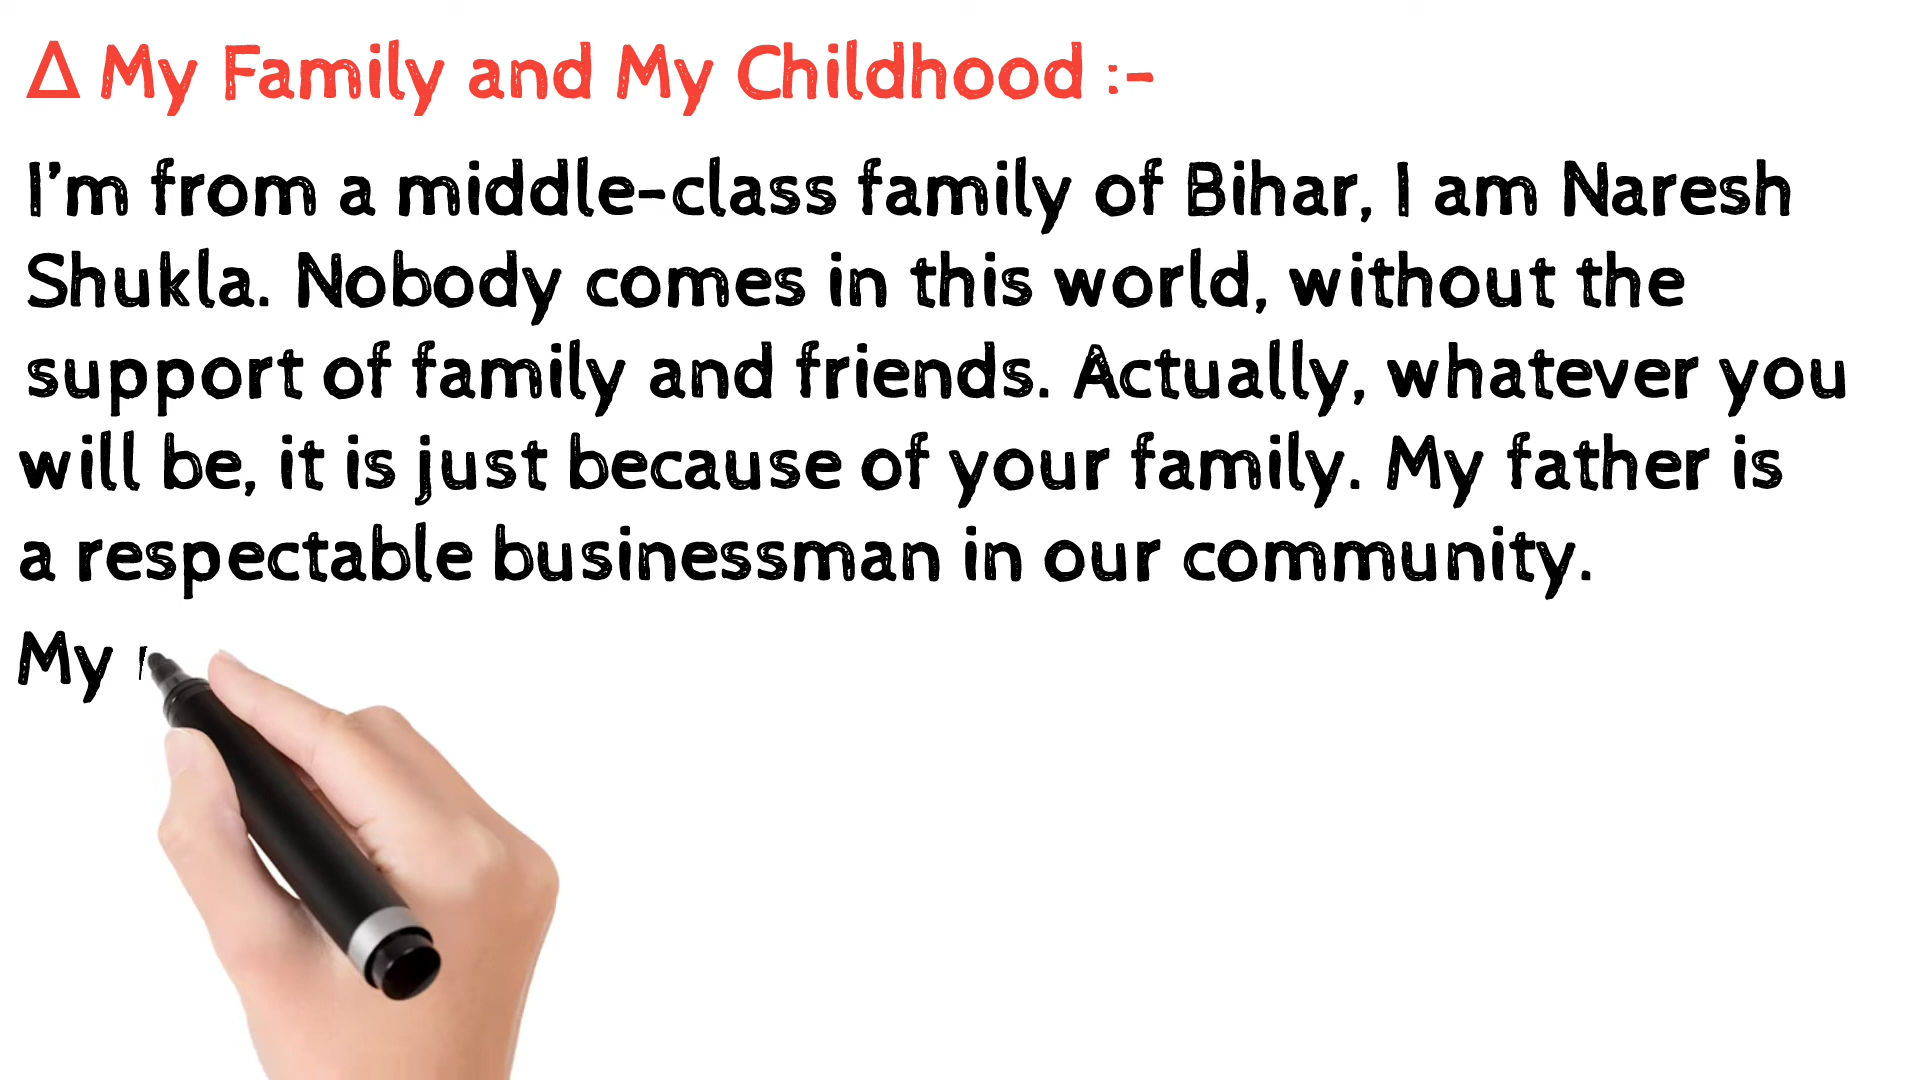 Δ My Family and My Childhood :-
I'm from a middle-class family of Bihar, I am Naresh
Shukla. Nobody comes in this world, without the
support of family and friends. Actually, whatever you
will be, it is just because of your family. My father is
a respectable businessman in our community.
My